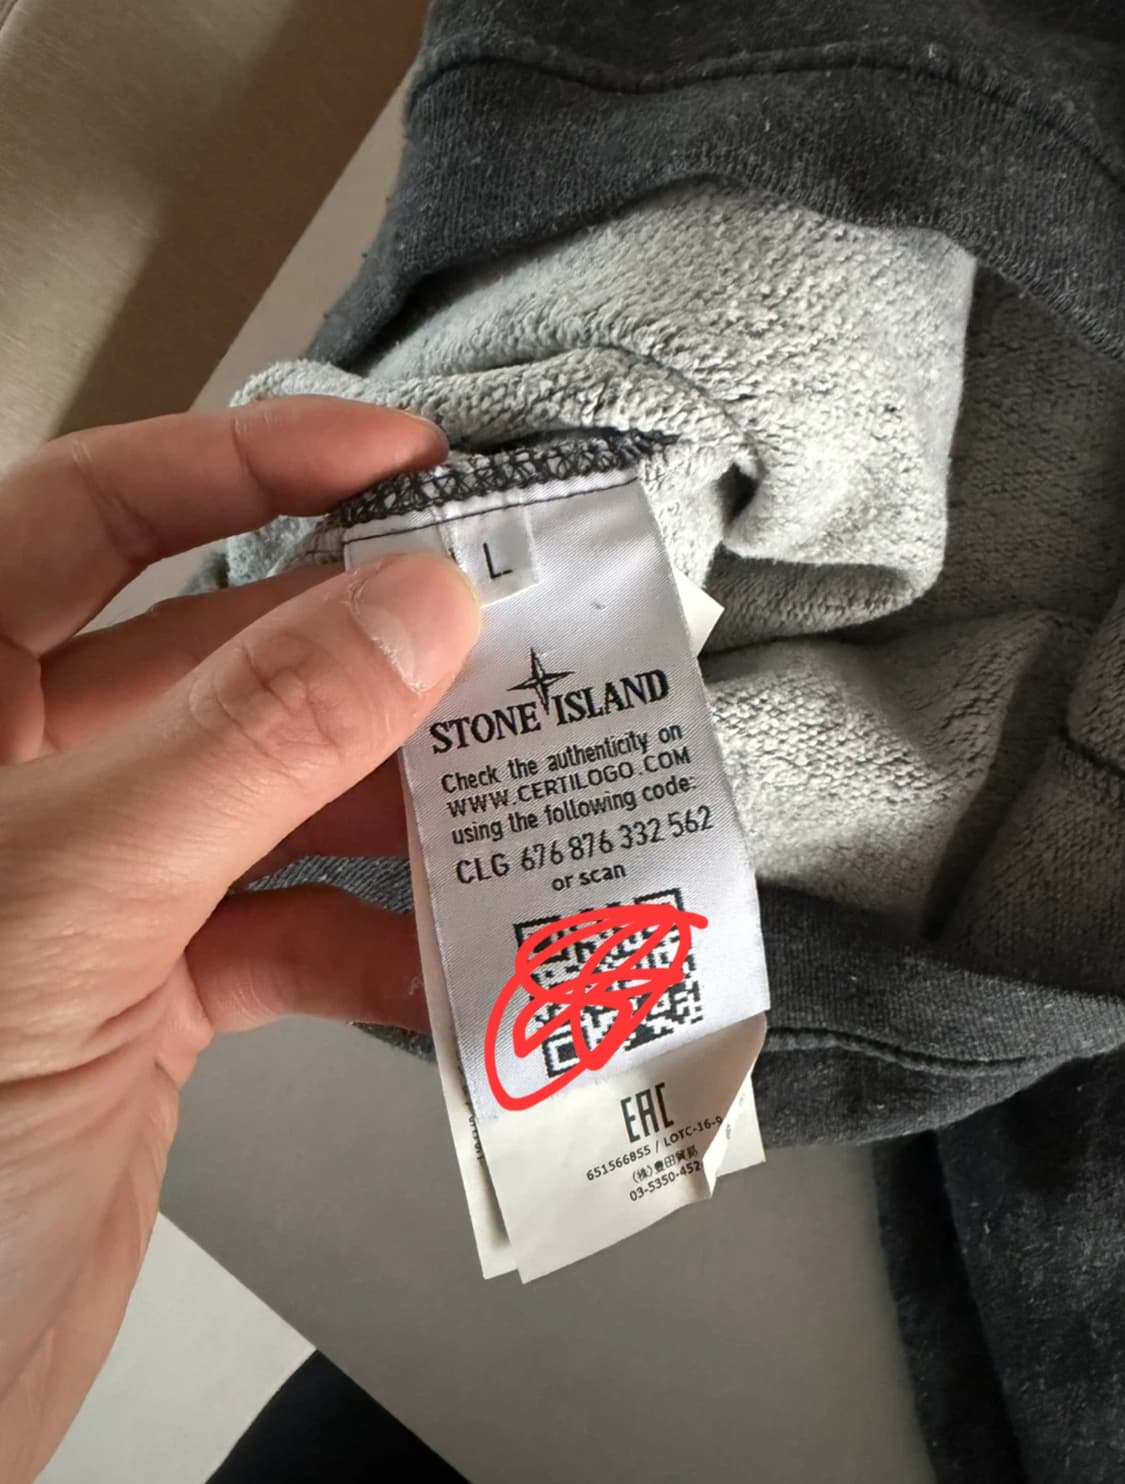 L
STONE ISLAND
Check the authenticity on
WWW.CERTILOGO.COM
using the following code:
CLG 676 876 332 562
or scan
EAC
651566855 / LOTC-16-9
(株)豊田貿易
03-5350-452